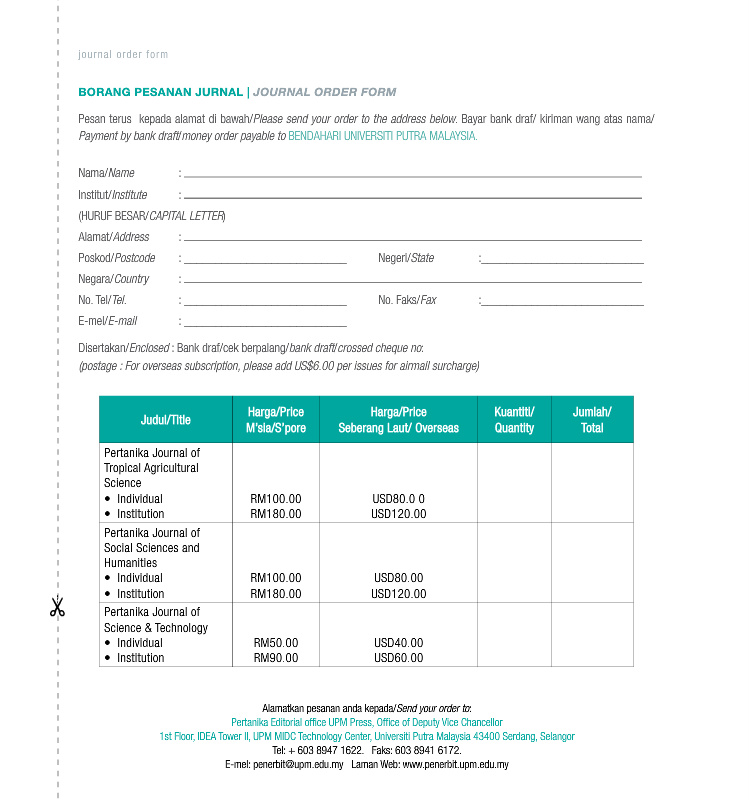 journal order form
BORANG PESANAN JURNAL | JOURNAL ORDER FORM
Pesan terus kepada alamat di bawah/Please send your order to the address below. Bayar bank draf/ kiriman wang atas nama/
Payment by bank draft/money order payable to BENDAHARI UNIVERSITI PUTRA MALAYSIA.
Nama/Name :
Institut/Institute :
(HURUF BESAR/CAPITAL LETTER)
Alamat/Address :
Poskod/Postcode : Negeri/State :
Negara/Country :
No. Tel/Tel. : No. Faks/Fax :
E-mel/E-mail :
Disertakan/Enclosed : Bank draf/cek berpalang/bank draft/crossed cheque no:
(postage : For overseas subscription, please add US$6.00 per issues for airmail surcharge)
Judul/Title Harga/Price Harga/Price Kuantiti/ Jumlah/
M'sia/S'pore Seberang Laut/ Overseas Quantity Total
Pertanika Journal of
Tropical Agricultural
Science
• Individual RM100.00 USD80.0 0
• Institution RM180.00 USD120.00
Pertanika Journal of
Social Sciences and
Humanities
• Individual RM100.00 USD80.00
• Institution RM180.00 USD120.00
Pertanika Journal of
Science & Technology
• Individual RM50.00 USD40.00
• Institution RM90.00 USD60.00
Alamatkan pesanan anda kepada/Send your order to:
Pertanika Editorial office UPM Press, Office of Deputy Vice Chancellor
1st Floor, IDEA Tower II, UPM MIDC Technology Center, Universiti Putra Malaysia 43400 Serdang, Selangor
Tel: + 603 8947 1622. Faks: 603 8941 6172.
E-mel: penerbit@upm.edu.my Laman Web: www.penerbit.upm.edu.my